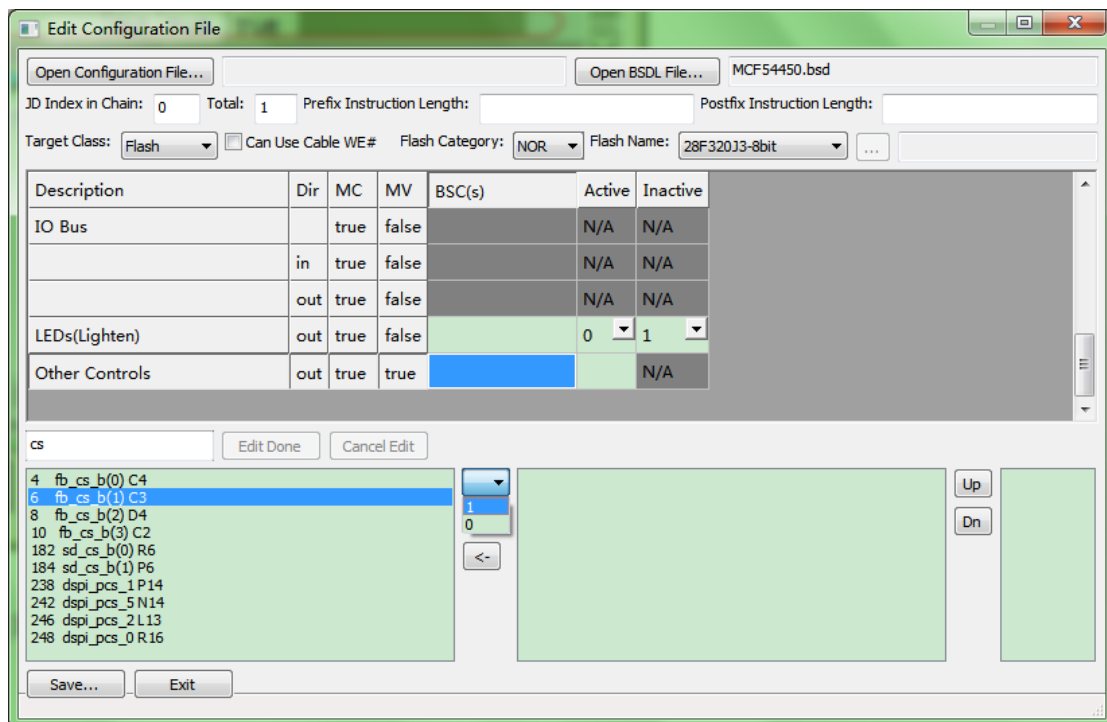 Edit Configuration File
Open Configuration File... Open BSDL File... MCF54450.bsd
JD Index in Chain: 0 Total: 1 Prefix Instruction Length: Postfix Instruction Length:
Target Class: Flash Can Use Cable WE# Flash Category: NOR Flash Name: 28F320J3-8bit ...
Description Dir MC MV BSC(s) Active Inactive
IO Bus true false N/A N/A
in true false N/A N/A
out true false N/A N/A
LEDs(Lighten) out true false 0 1
Other Controls out true true N/A
cs Edit Done Cancel Edit
4 fb_cs_b(0) C4
6 fb_cs_b(1) C3
8 fb_cs_b(2) D4
10 fb_cs_b(3) C2
182 sd_cs_b(0) R6
184 sd_cs_b(1) P6
238 dspi_pcs_1 P14
242 dspi_pcs_5 N14
246 dspi_pcs_2 L13
248 dspi_pcs_0 R16
1
0
<-
Up
Dn
Save... Exit